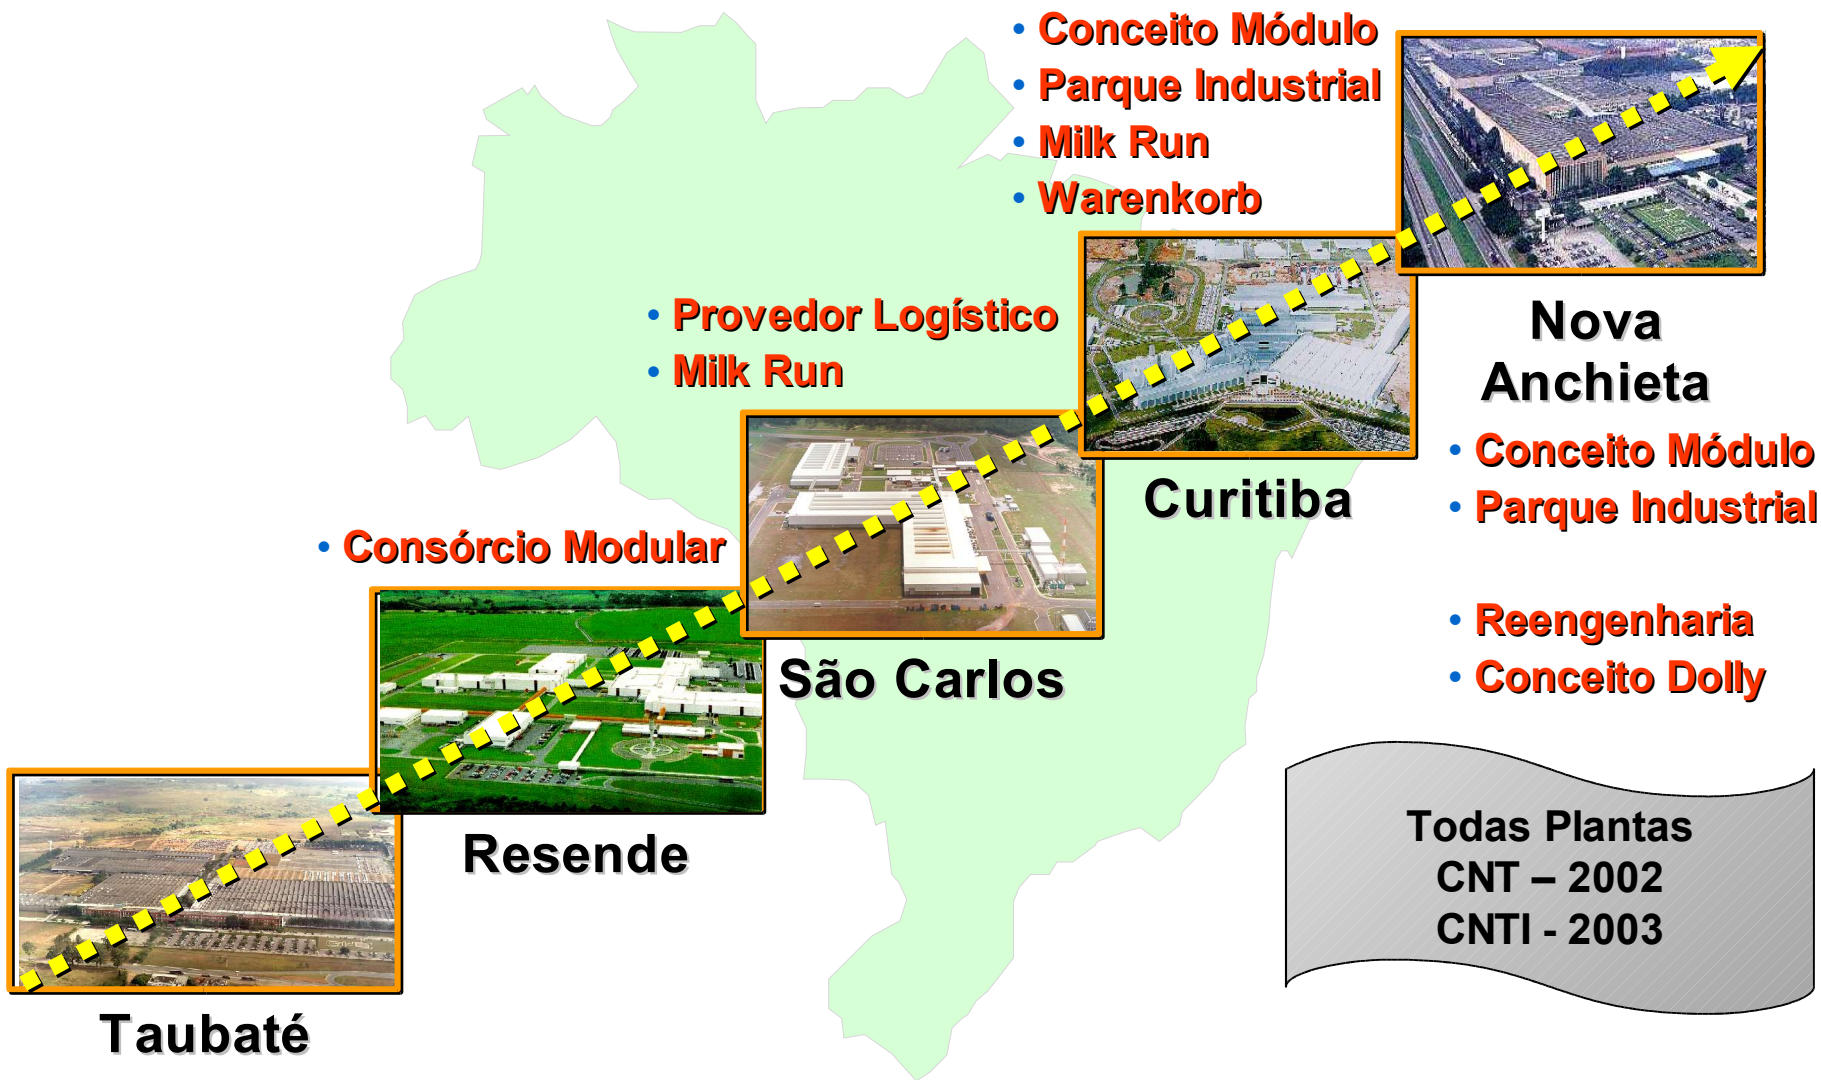 • Conceito Módulo
• Parque Industrial
• Milk Run
• Warenkorb
• Provedor Logístico
• Milk Run
Nova
Anchieta
• Conceito Módulo
• Parque Industrial
Curitiba
• Consórcio Modular
• Reengenharia
• Conceito Dolly
São Carlos
Resende
Todas Plantas
CNT – 2002
CNTI - 2003
Taubaté